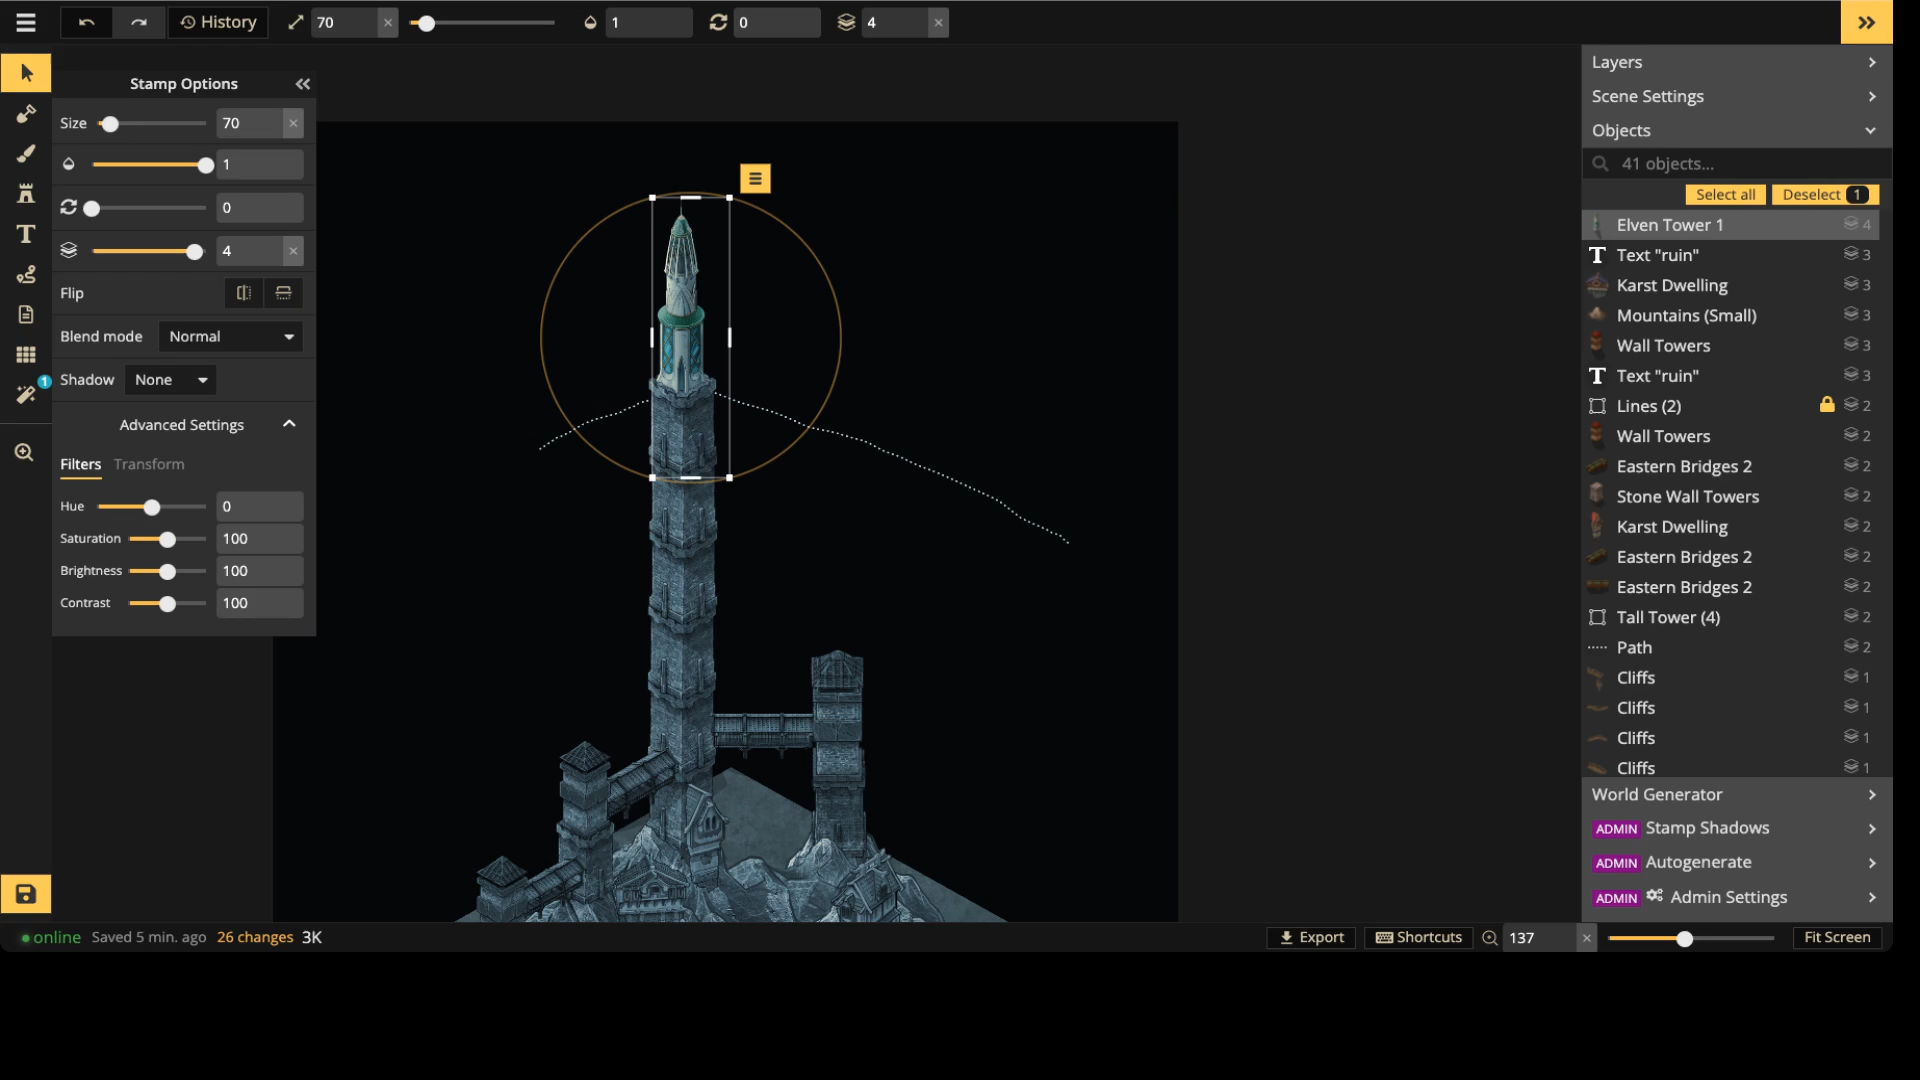 History
70
1
0
4
Stamp Options
Size
70
1
0
4
Flip
Blend mode
Normal
Shadow
None
1
Advanced Settings
Filters
Transform
Hue
0
Saturation
100
Brightness
100
Contrast
100
Layers
Scene Settings
Objects
41 objects...
Select all
Deselect 1
Elven Tower 1 4
Text "ruin" 3
Karst Dwelling 3
Mountains (Small) 3
Wall Towers 3
Text "ruin" 3
Lines (2) 2
Wall Towers 2
Eastern Bridges 2 2
Stone Wall Towers 2
Karst Dwelling 2
Eastern Bridges 2 2
Eastern Bridges 2 2
Tall Tower (4) 2
Path 2
Cliffs 1
Cliffs 1
Cliffs 1
Cliffs 1
World Generator
ADMIN Stamp Shadows
ADMIN Autogenerate
ADMIN Admin Settings
online Saved 5 min. ago 26 changes 3K
Export
Shortcuts
137
Fit Screen